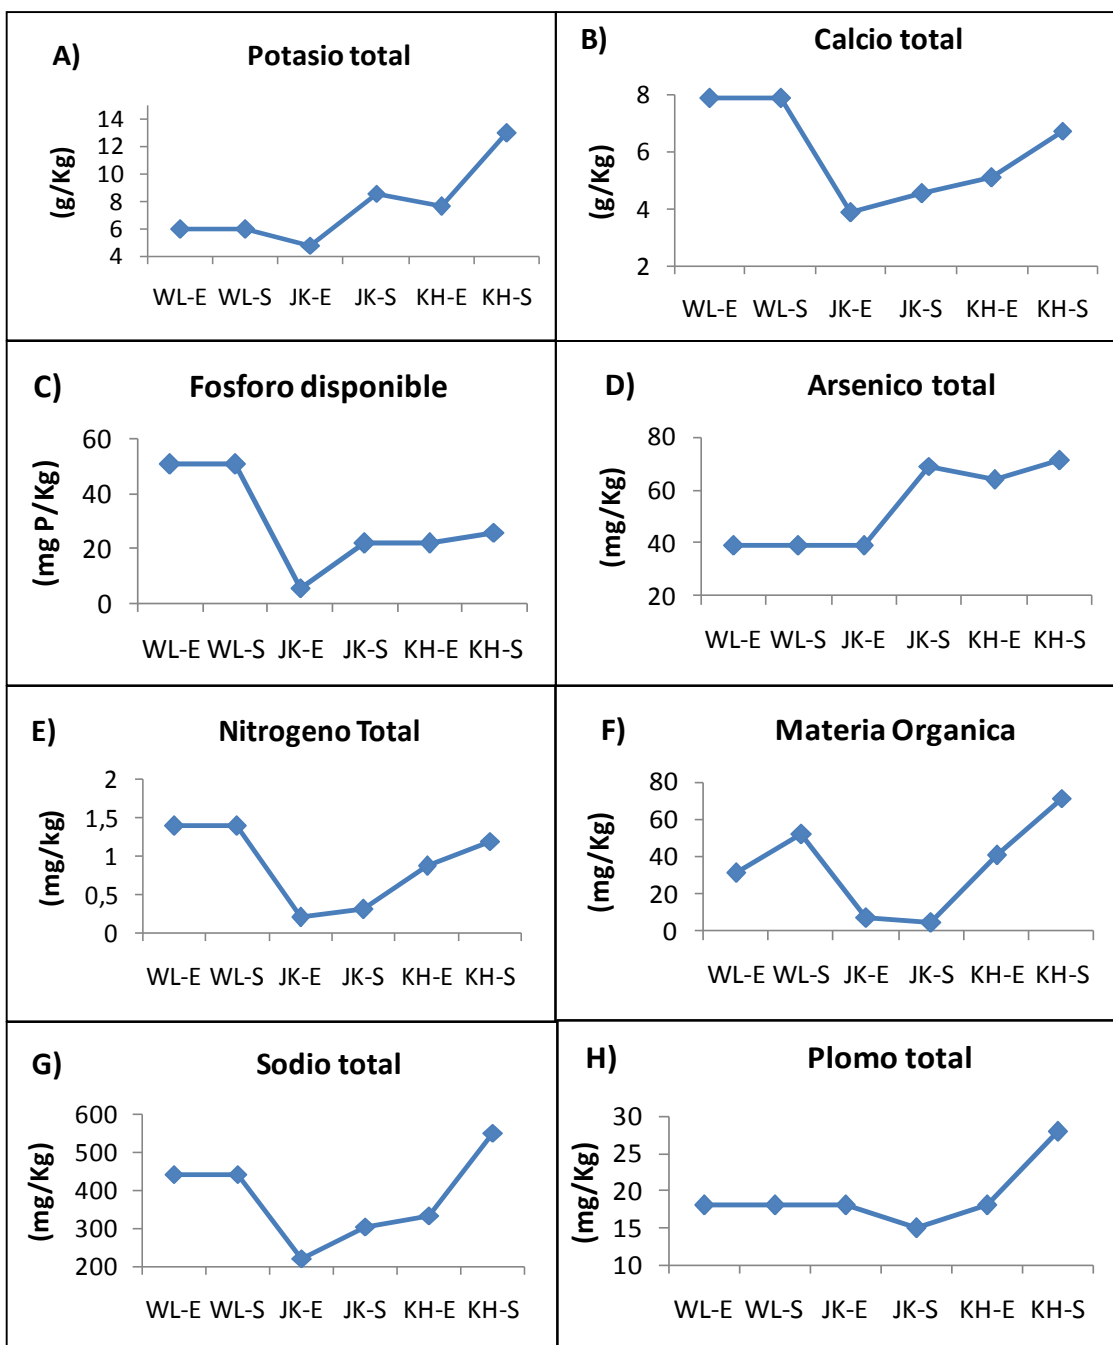 A) Potasio total
(g/Kg)
14
12
10
8
6
4
WL-E WL-S JK-E JK-S KH-E KH-S
B) Calcio total
(g/Kg)
8
6
4
2
WL-E WL-S JK-E JK-S KH-E KH-S
C) Fosforo disponible
(mg P/Kg)
60
40
20
0
WL-E WL-S JK-E JK-S KH-E KH-S
D) Arsenico total
(mg/Kg)
80
60
40
20
WL-E WL-S JK-E JK-S KH-E KH-S
E) Nitrogeno Total
(mg/kg)
2
1,5
1
0,5
0
WL-E WL-S JK-E JK-S KH-E KH-S
F) Materia Organica
(mg/Kg)
80
60
40
20
0
WL-E WL-S JK-E JK-S KH-E KH-S
G) Sodio total
(mg/Kg)
600
500
400
300
200
WL-E WL-S JK-E JK-S KH-E KH-S
H) Plomo total
(mg/Kg)
30
25
20
15
10
WL-E WL-S JK-E JK-S KH-E KH-S